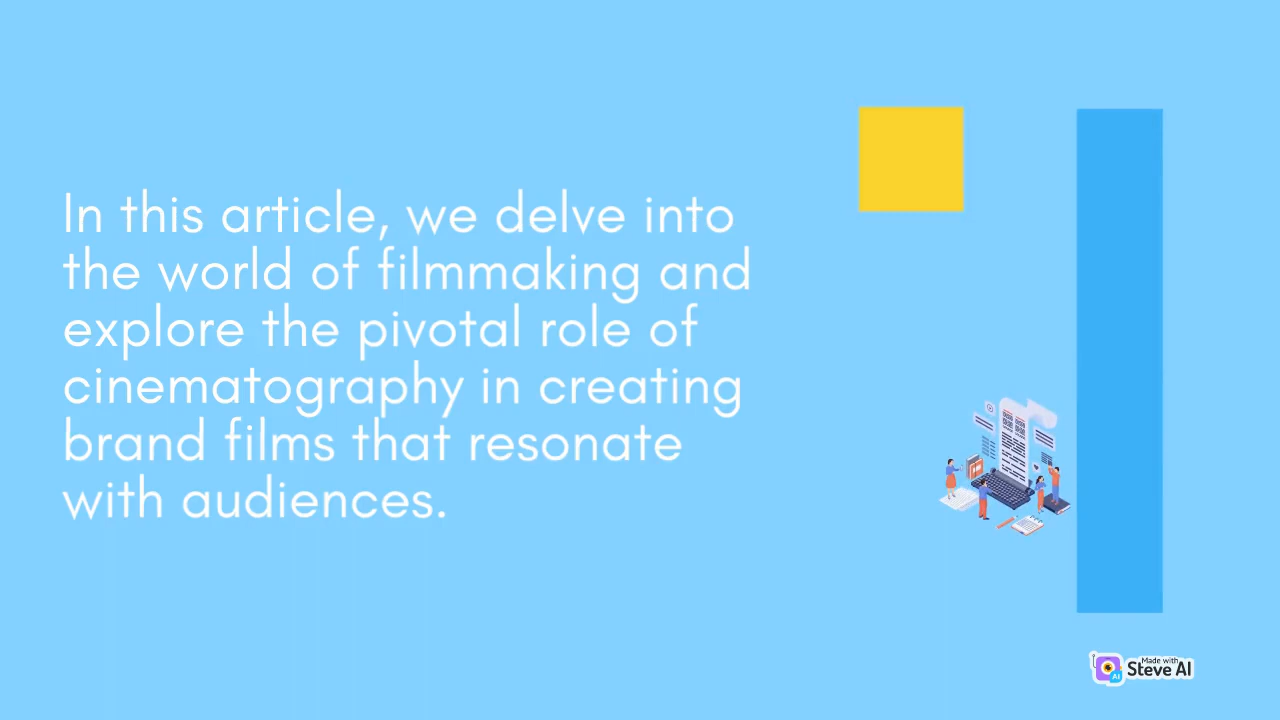 In this article, we delve into
the world of filmmaking and
explore the pivotal role of
cinematography in creating
brand films that resonate
with audiences.
Made with
Steve AI
AI